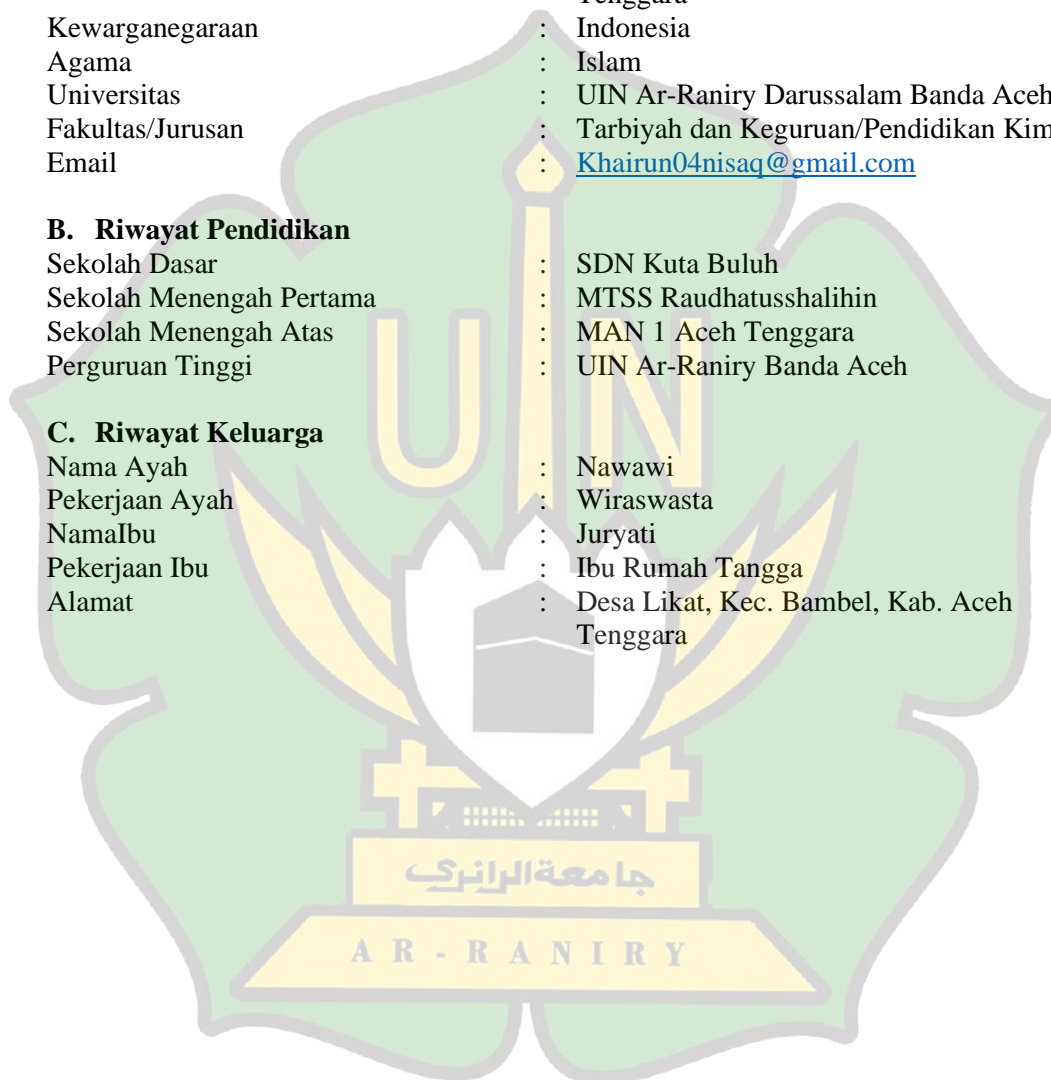 Tenggara
Kewarganegaraan : Indonesia
Agama : Islam
Universitas : UIN Ar-Raniry Darussalam Banda Aceh
Fakultas/Jurusan : Tarbiyah dan Keguruan/Pendidikan Kim
Email : Khairun04nisaq@gmail.com
B. Riwayat Pendidikan
Sekolah Dasar : SDN Kuta Buluh
Sekolah Menengah Pertama : MTSS Raudhatusshalihin
Sekolah Menengah Atas : MAN 1 Aceh Tenggara
Perguruan Tinggi : UIN Ar-Raniry Banda Aceh
C. Riwayat Keluarga
Nama Ayah : Nawawi
Pekerjaan Ayah : Wiraswasta
NamaIbu : Juryati
Pekerjaan Ibu : Ibu Rumah Tangga
Alamat : Desa Likat, Kec. Bambel, Kab. Aceh
Tenggara
UIN
جامعة الرانري
AR-RANIRY